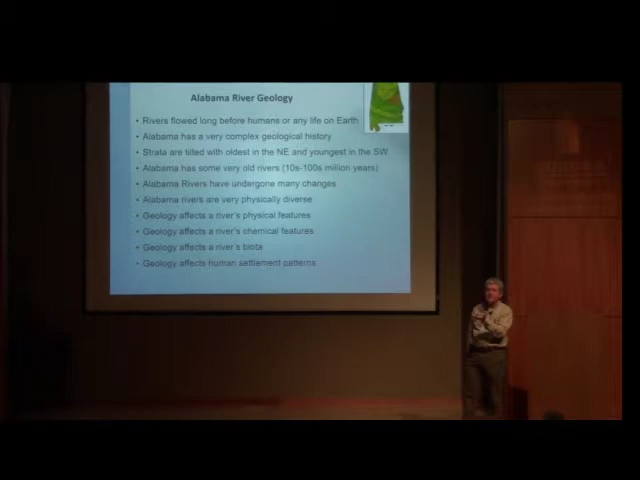 Alabama River Geology
• Rivers flowed long before humans or any life on Earth
• Alabama has a very complex geological history
• Strata are tilted with oldest in the NE and youngest in the SW
• Alabama has some very old rivers (10s-100s million years)
• Alabama Rivers have undergone many changes
• Alabama rivers are very physically diverse
• Geology affects a river's physical features
• Geology affects a river's chemical features
• Geology affects a river's biota
• Geology affects human settlement patterns